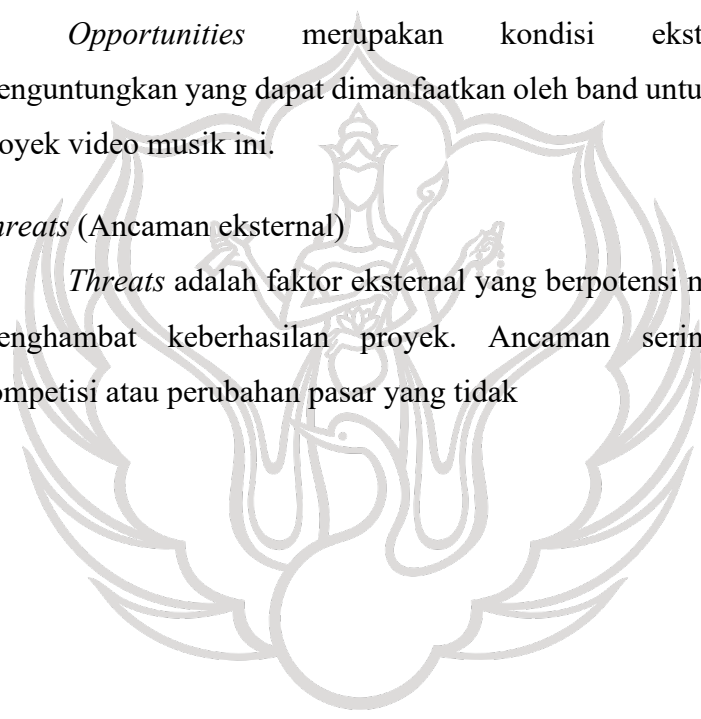 Opportunities merupakan kondisi ekst
enguntungkan yang dapat dimanfaatkan oleh band untu
oyek video musik ini.
hreats (Ancaman eksternal)
Threats adalah faktor eksternal yang berpotensi m
enghambat keberhasilan proyek. Ancaman serin
ompetisi atau perubahan pasar yang tidak